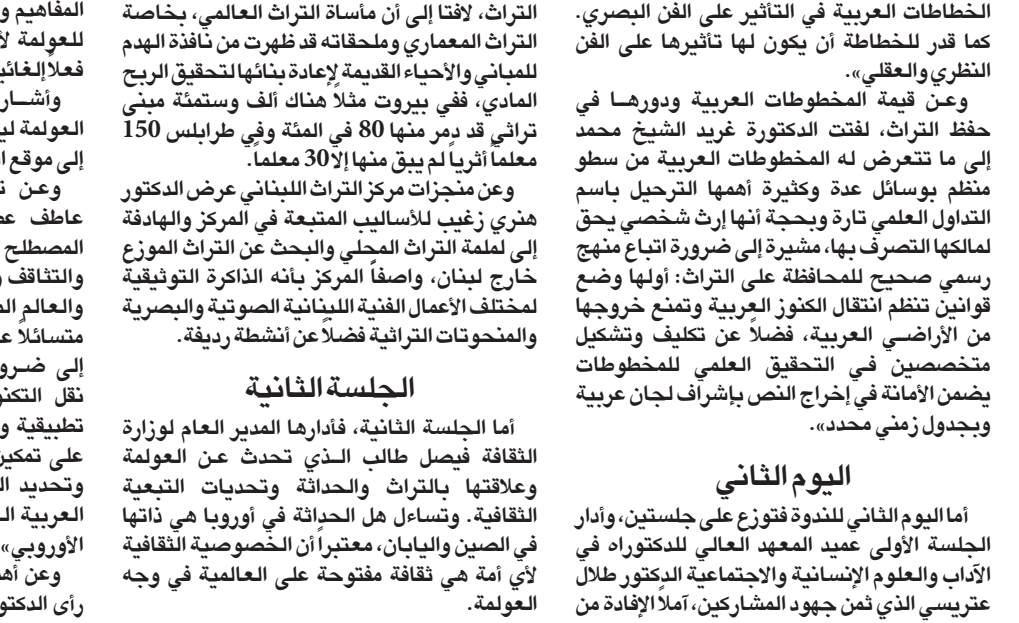 الخطاطات العربية في التأثير على الفن البصري.
كما قدر للخطاطة أن يكون لها تأثيرها على الفن
النظري والعقلي».
وعن قيمة المخطوطات العربية ودورها في
حفظ التراث، لفتت الدكتورة غريد الشيخ محمد
إلى ما تتعرض له المخطوطات العربية من سطو
منظم بوسائل عدة وكثيرة أهمها الترحيل باسم
التداول العلمي تارة وبحجة أنها إرث شخصي يحق
لمالكها التصرف بها، مشيرة إلى ضرورة اتباع منهج
رسمي صحيح للمحافظة على التراث: أولها وضع
قوانين تنظم انتقال الكنوز العربية وتمنع خروجها
من الأراضي العربية، فضلاً عن تكليف وتشكيل
متخصصين في التحقيق العلمي للمخطوطات
يضمن الأمانة في إخراج النص بإشراف لجان عربية
وبجدول زمني محدد».
اليوم الثاني
أما اليوم الثاني للندوة فتوزع على جلستين، وأدار
الجلسة الأولى عميد المعهد العالي للدكتوراه في
الآداب والعلوم الإنسانية والاجتماعية الدكتور طلال
عتريسي الذي ثمن جهود المشاركين، آملاً الإفادة من
التراث، لافتا إلى أن مأساة التراث العالمي، بخاصة
التراث المعماري وملحقاته قد ظهرت من نافذة الهدم
للمباني والأحياء القديمة لإعادة بنائها لتحقيق الربح
المادي، ففي بيروت مثلاً هناك ألف وستمئة مبنى
تراثي قد دمر منها 80 في المئة وفي طرابلس 150
معلماً أثرياً لم يبق منها إلا 30 معلماً.
وعن منجزات مركز التراث اللبناني عرض الدكتور
هنري زغيب للأساليب المتبعة في المركز والهادفة
إلى لملمة التراث المحلي والبحث عن التراث الموزع
خارج لبنان، واصفاً المركز بأنه الذاكرة التوثيقية
لمختلف الأعمال الفنية اللبنانية الصوتية والبصرية
والمنحوتات التراثية فضلاً عن أنشطة رديفة.
الجلسة الثانية
أما الجلسة الثانية، فأدارها المدير العام لوزارة
الثقافة فيصل طالب الذي تحدث عن العولمة
وعلاقتها بالتراث والحداثة وتحديات التبعية
الثقافية. وتساءل هل الحداثة في أوروبا هي ذاتها
في الصين واليابان، معتبراً أن الخصوصية الثقافية
لأي أمة هي ثقافة مفتوحة على العالمية في وجه
العولمة.
المفاهيم و
للعولمة لأ
فعلاً إلغائي
وأشار
العولمة لي
إلى موقع ا
وعن ت
عاطف عط
المصطلح
والتثاقف و
والعالم ال
متسائلاً ع
إلى ضرو
نقل التكنو
تطبيقية و
على تمكين
وتحديد ال
العربية ال
الأوروبي»
وعن أه
رأى الدكتو